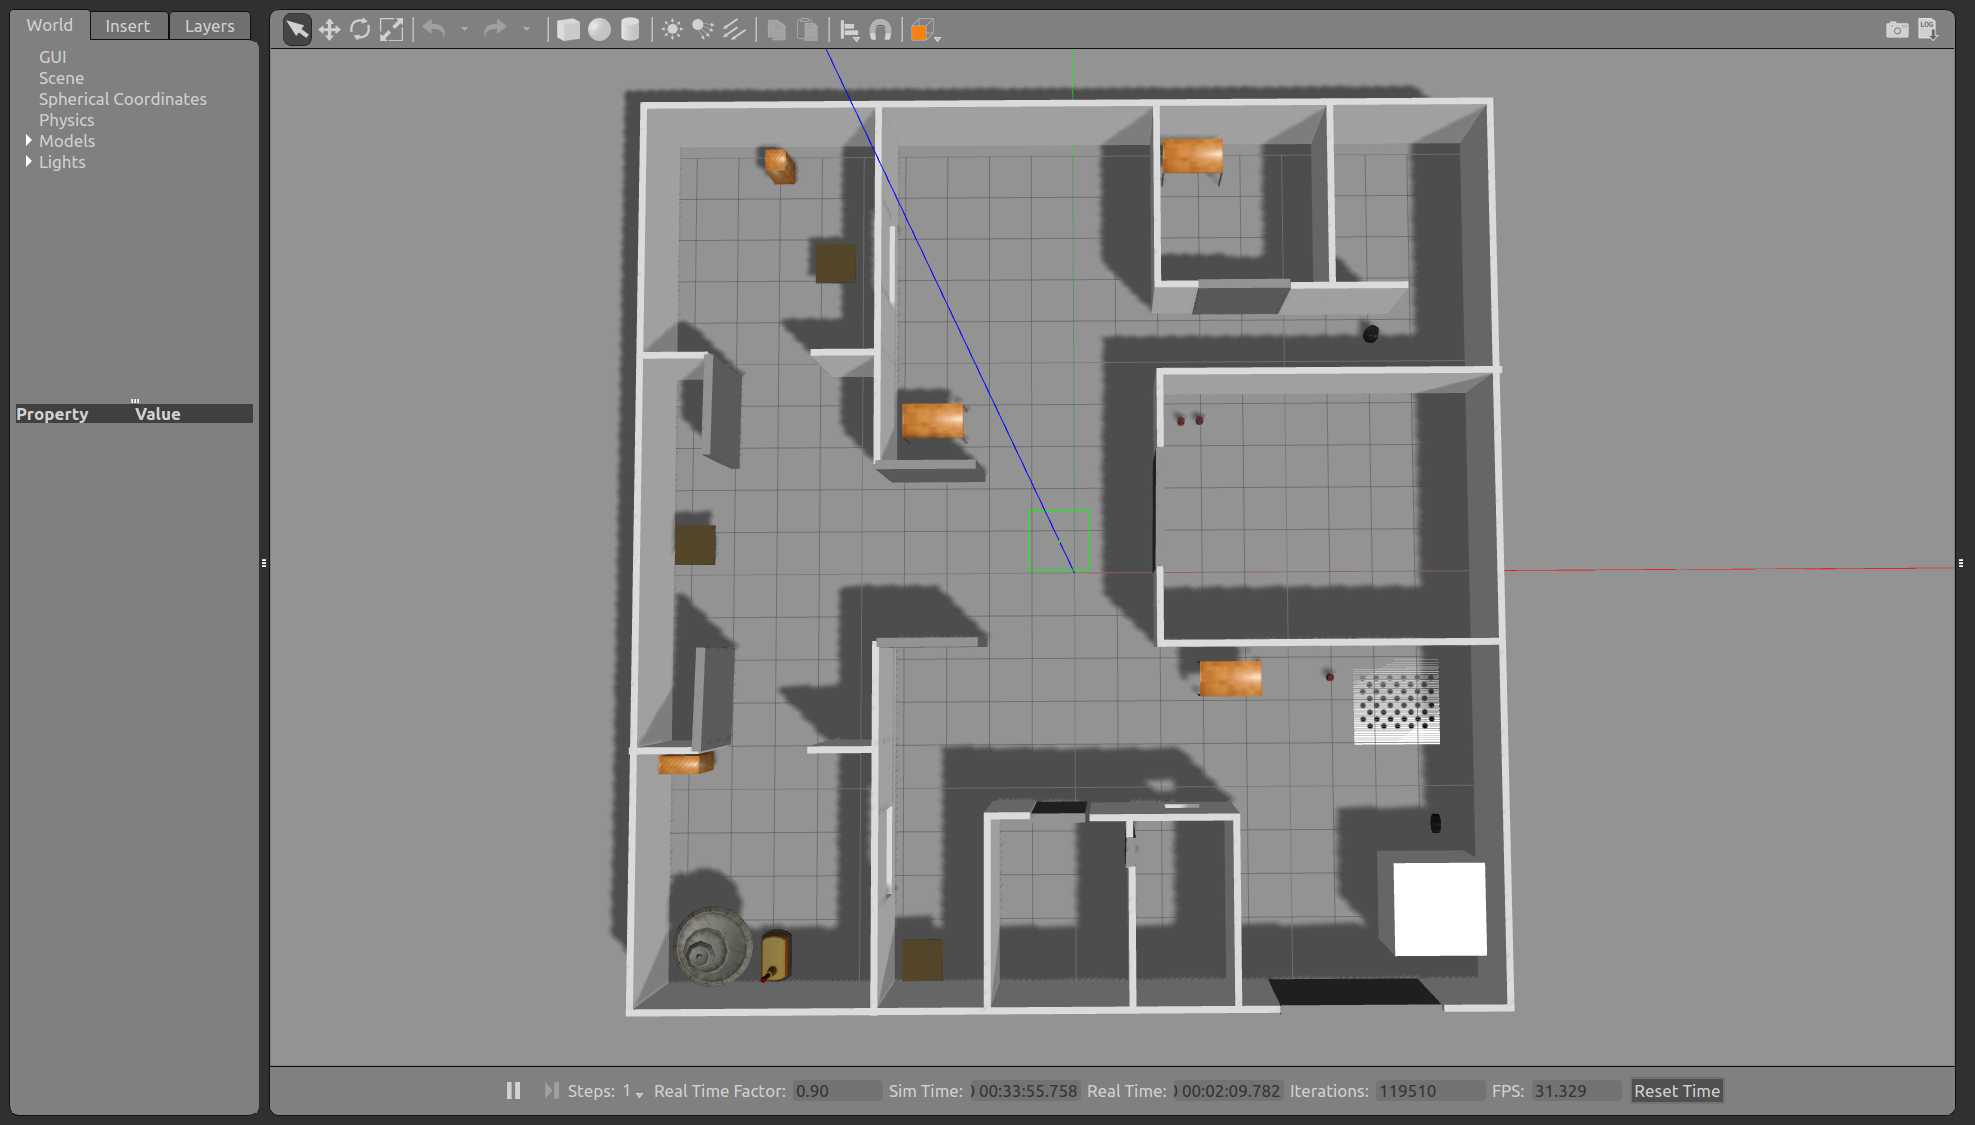 World Insert Layers
GUI
Scene
Spherical Coordinates
Physics
Models
Lights
Property Value
LOG
Steps: 1 Real Time Factor: 0.90 Sim Time: 00:33:55.758 Real Time: 00:02:09.782 Iterations: 119510 FPS: 31.329 Reset Time